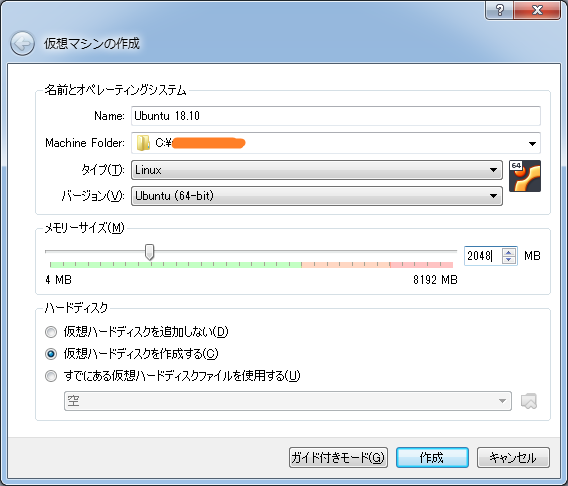 仮想マシンの作成
名前とオペレーティングシステム
Name: Ubuntu 18.10
Machine Folder: C:¥
タイプ(T): Linux
64
バージョン(V): Ubuntu (64-bit)
メモリーサイズ(M)
2048 MB
4 MB 8192 MB
ハードディスク
仮想ハードディスクを追加しない(D)
仮想ハードディスクを作成する(C)
すでにある仮想ハードディスクファイルを使用する(U)
空
ガイド付きモード(G) 作成 キャンセル